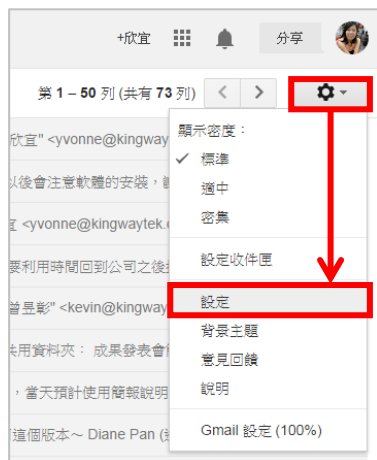 +欣宜 分享
第 1 – 50 列 (共有 73 列)
顯示密度：
欣宜" <yvonne@kingway
✓ 標準
以後會注意軟體的安裝，
適中
<yvonne@kingwaytek.
密集
要利用時間回到公司之後
設定收件匣
曾昱彰" <kevin@kingway
設定
背景主題
共用資料夾： 成果發表會
意見回饋
，當天預計使用簡報說明
說明
這個版本～ Diane Pan
Gmail 設定 (100%)